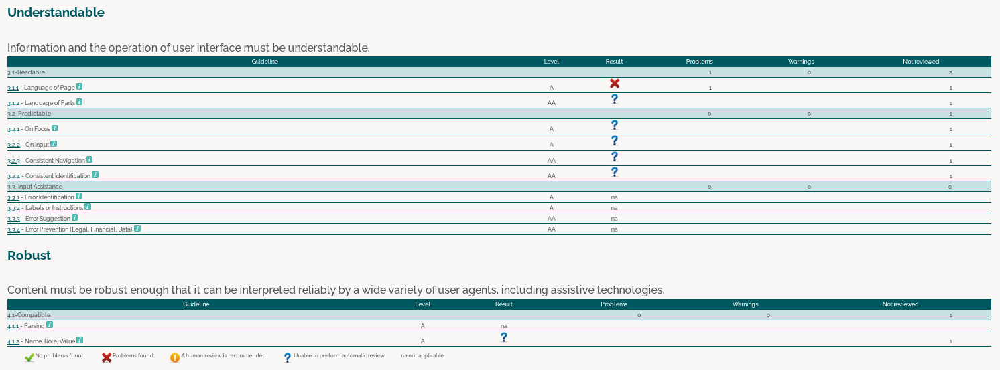 Understandable
Information and the operation of user interface must be understandable.
Guideline Level Result Problems Warnings Not reviewed
3.1-Readable 1 0 2
3.1.1 - Language of Page i A 1 1
3.1.2 - Language of Parts i AA ? 1
3.2-Predictable 0 0 1
3.2.1 - On Focus i A ? 1
3.2.2 - On Input i A ? 1
3.2.3 - Consistent Navigation i AA ? 1
3.2.4 - Consistent Identification i AA ? 1
3.3-Input Assistance 0 0 0
3.3.1 - Error Identification i A na
3.3.2 - Labels or Instructions i A na
3.3.3 - Error Suggestion i AA na
3.3.4 - Error Prevention (Legal, Financial, Data) i AA na
Robust
Content must be robust enough that it can be interpreted reliably by a wide variety of user agents, including assistive technologies.
Guideline Level Result Problems Warnings Not reviewed
4.1-Compatible 0 0 1
4.1.1 - Parsing i A na
4.1.2 - Name, Role, Value i A ? 1
No problems found Problems found ! A human review is recommended ? Unable to perform automatic review na:not applicable